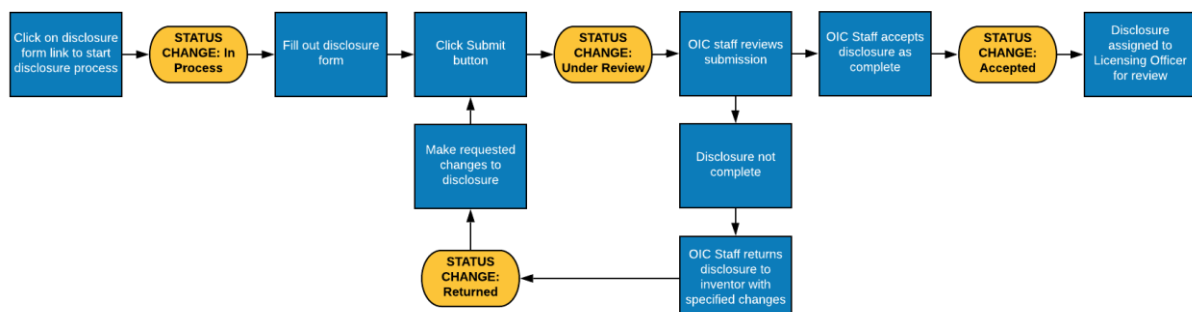 Click on disclosure
form link to start
disclosure process
STATUS
CHANGE: In
Process
Fill out disclosure
form
Click Submit
button
STATUS
CHANGE:
Under Review
OIC staff reviews
submission
OIC Staff accepts
disclosure as
complete
STATUS
CHANGE:
Accepted
Disclosure
assigned to
Licensing Officer
for review
Make requested
changes to
disclosure
Disclosure not
complete
STATUS
CHANGE:
Returned
OIC Staff returns
disclosure to
inventor with
specified changes